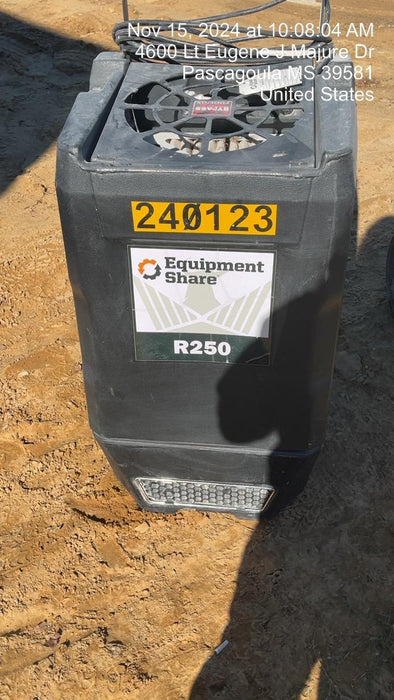 Nov 15, 2024 at 10:08:04 AM
4600 Lt Eugene J Majure Dr
Pascagoula MS 39581
United States
BYPASS
240123
Equipment
Share
R250